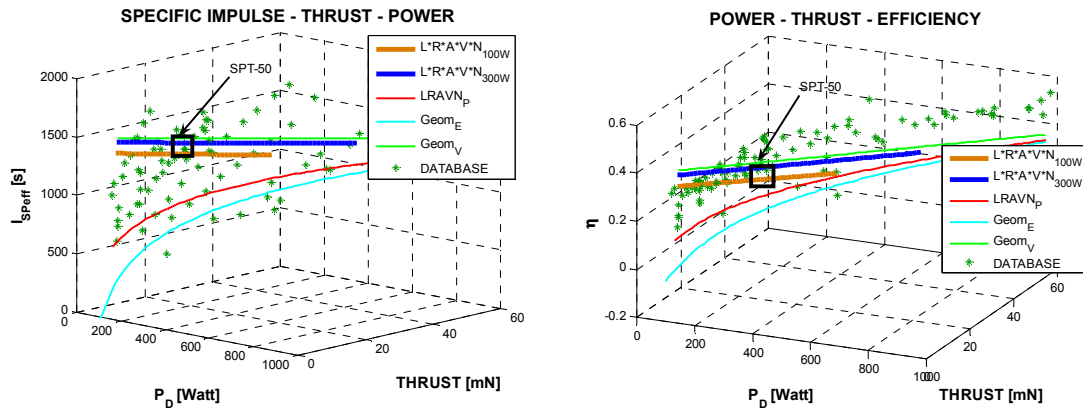 SPECIFIC IMPULSE - THRUST - POWER
2000
1500
1000
500
0
I_SPeff [s]
SPT-50
L*R*A*V*N_100W
L*R*A*V*N_300W
LRAVN_P
Geom_E
Geom_V
DATABASE
0
200
400
600
800
1000
P_D [Watt]
0
20
40
60
THRUST [mN]
POWER - THRUST - EFFICIENCY
0.6
0.4
0.2
0
-0.2
η
SPT-50
L*R*A*V*N_100W
L*R*A*V*N_300W
LRAVN_P
Geom_E
Geom_V
DATABASE
0
200
400
600
800
P_D [Watt]
20
40
60
THRUST [mN]